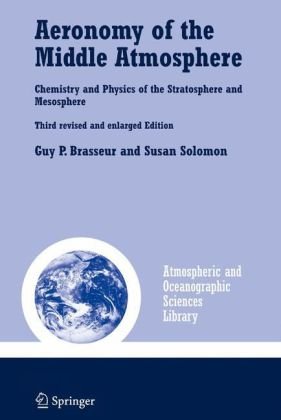 Aeronomy of the
Middle Atmosphere
Chemistry and Physics of the Stratosphere and
Mesosphere
Third revised and enlarged Edition
Guy P. Brasseur and Susan Solomon
Atmospheric and
Oceanographic
Sciences
Library
Springer